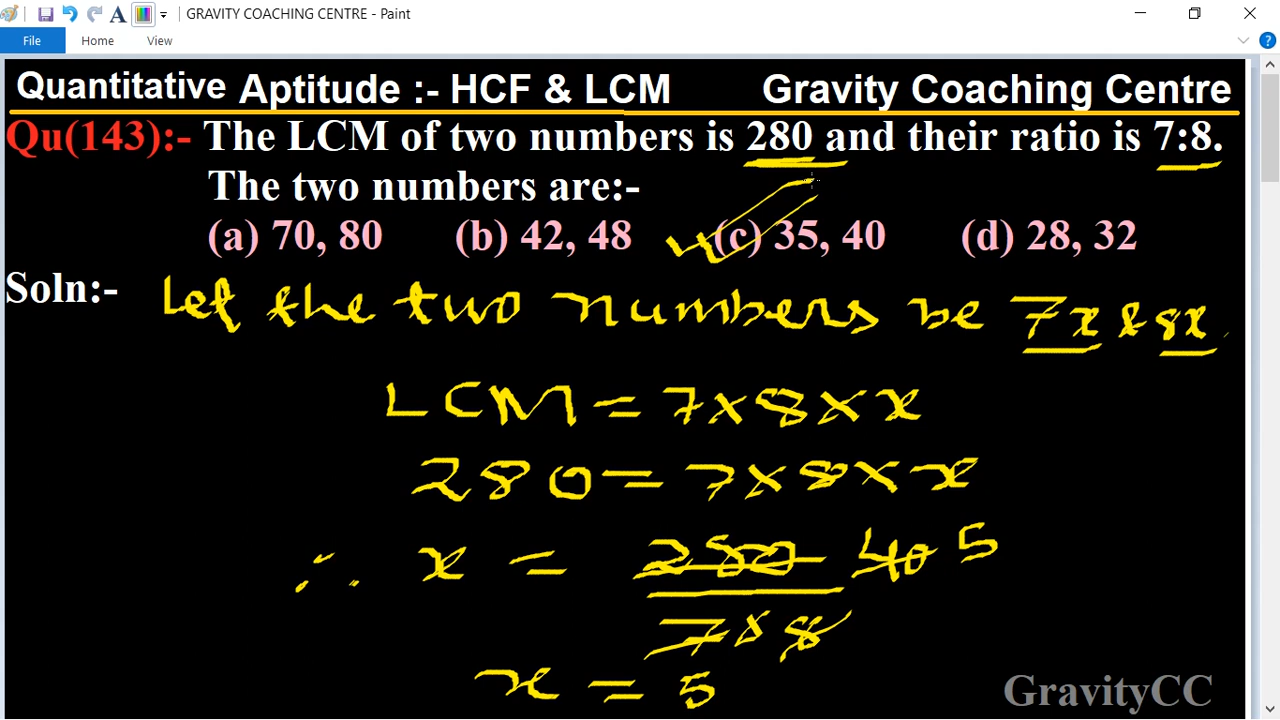 GRAVITY COACHING CENTRE - Paint
File Home View
Quantitative Aptitude :- HCF & LCM Gravity Coaching Centre
Qu(143):- The LCM of two numbers is 280 and their ratio is 7:8.
The two numbers are:-
(a) 70, 80 (b) 42, 48 (c) 35, 40 (d) 28, 32
Soln:- Let the two numbers be 7x & 8x.
LCM = 7×8×x
280 = 7×8×x
∴ x = 280 40 5
7×8
x = 5
GravityCC